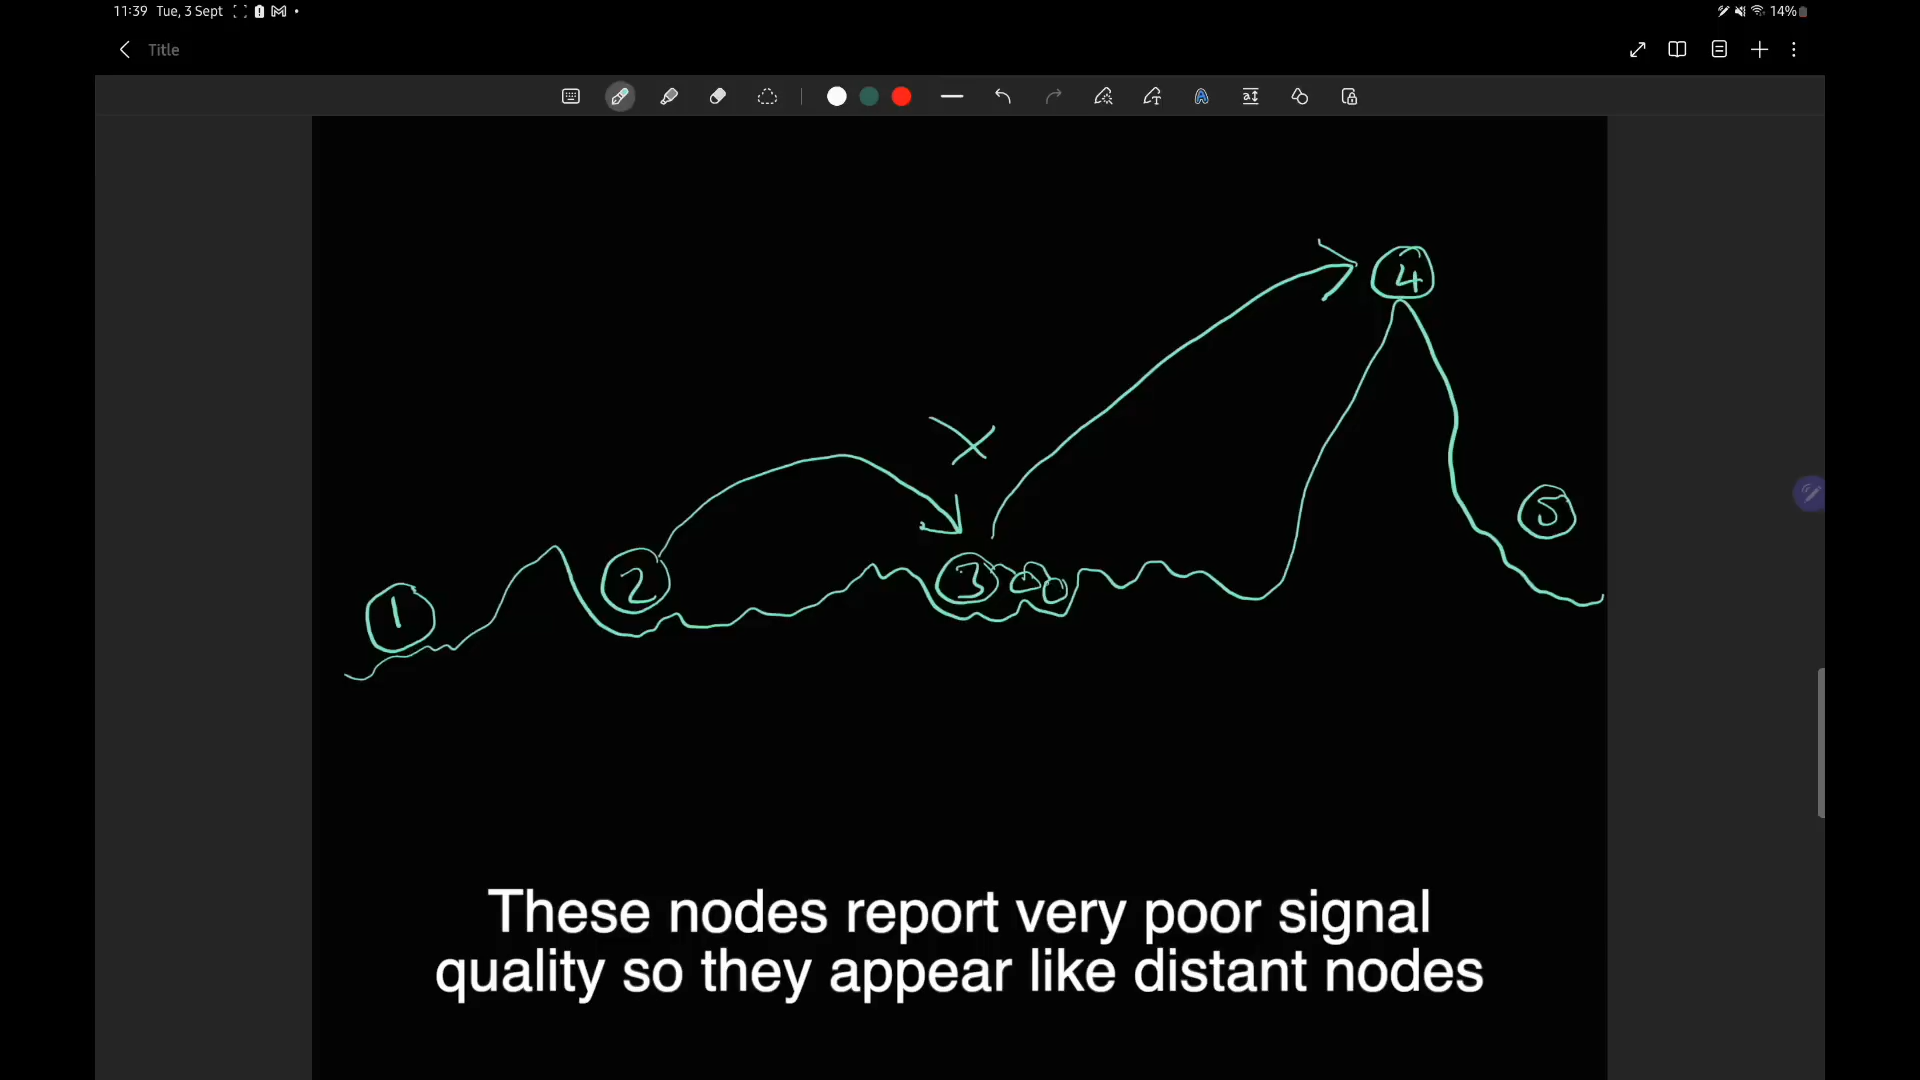 11:39 Tue, 3 Sept
14%
Title
4
X
5
2
3
1
These nodes report very poor signal
quality so they appear like distant nodes